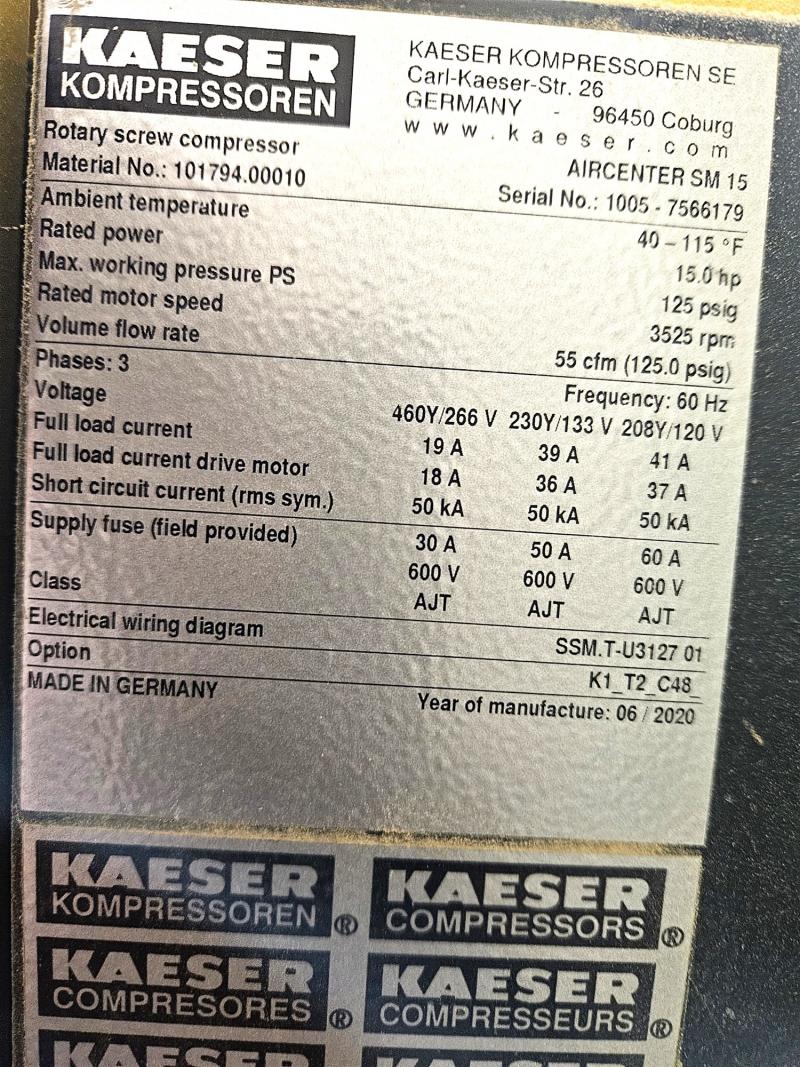 KAESER
KOMPRESSOREN
KAESER KOMPRESSOREN SE
Carl-Kaeser-Str. 26
GERMANY - 96450 Coburg
www.kaeser.com
Rotary screw compressor AIRCENTER SM 15
Material No.: 101794.00010 Serial No.: 1005 - 7566179
Ambient temperature 40 – 115 °F
Rated power 15.0 hp
Max. working pressure PS 125 psig
Rated motor speed 3525 rpm
Volume flow rate 55 cfm (125.0 psig)
Phases: 3 Frequency: 60 Hz
Voltage 460Y/266 V 230Y/133 V 208Y/120 V
Full load current 19 A 39 A 41 A
Full load current drive motor 18 A 36 A 37 A
Short circuit current (rms sym.) 50 kA 50 kA 50 kA
Supply fuse (field provided) 30 A 50 A 60 A
600 V 600 V 600 V
Class AJT AJT AJT
Electrical wiring diagram SSM.T-U3127 01
Option K1_T2_C48_
MADE IN GERMANY Year of manufacture: 06 / 2020
KAESER KAESER
KOMPRESSOREN ® COMPRESSORS ®
KAESER KAESER
COMPRESORES ® COMPRESSEURS ®
KAESER KAESER